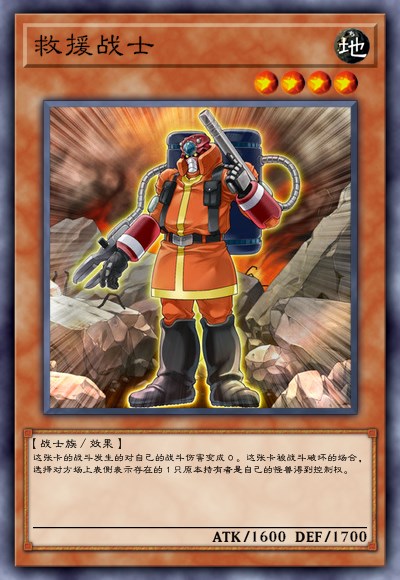 救援战士
地
【战士族／效果】
这张卡的战斗发生的对自己的战斗伤害变成０。这张卡被战斗破坏的场合，
选择对方场上表侧表示存在的１只原本持有者是自己的怪兽得到控制权。
ATK/1600 DEF/1700